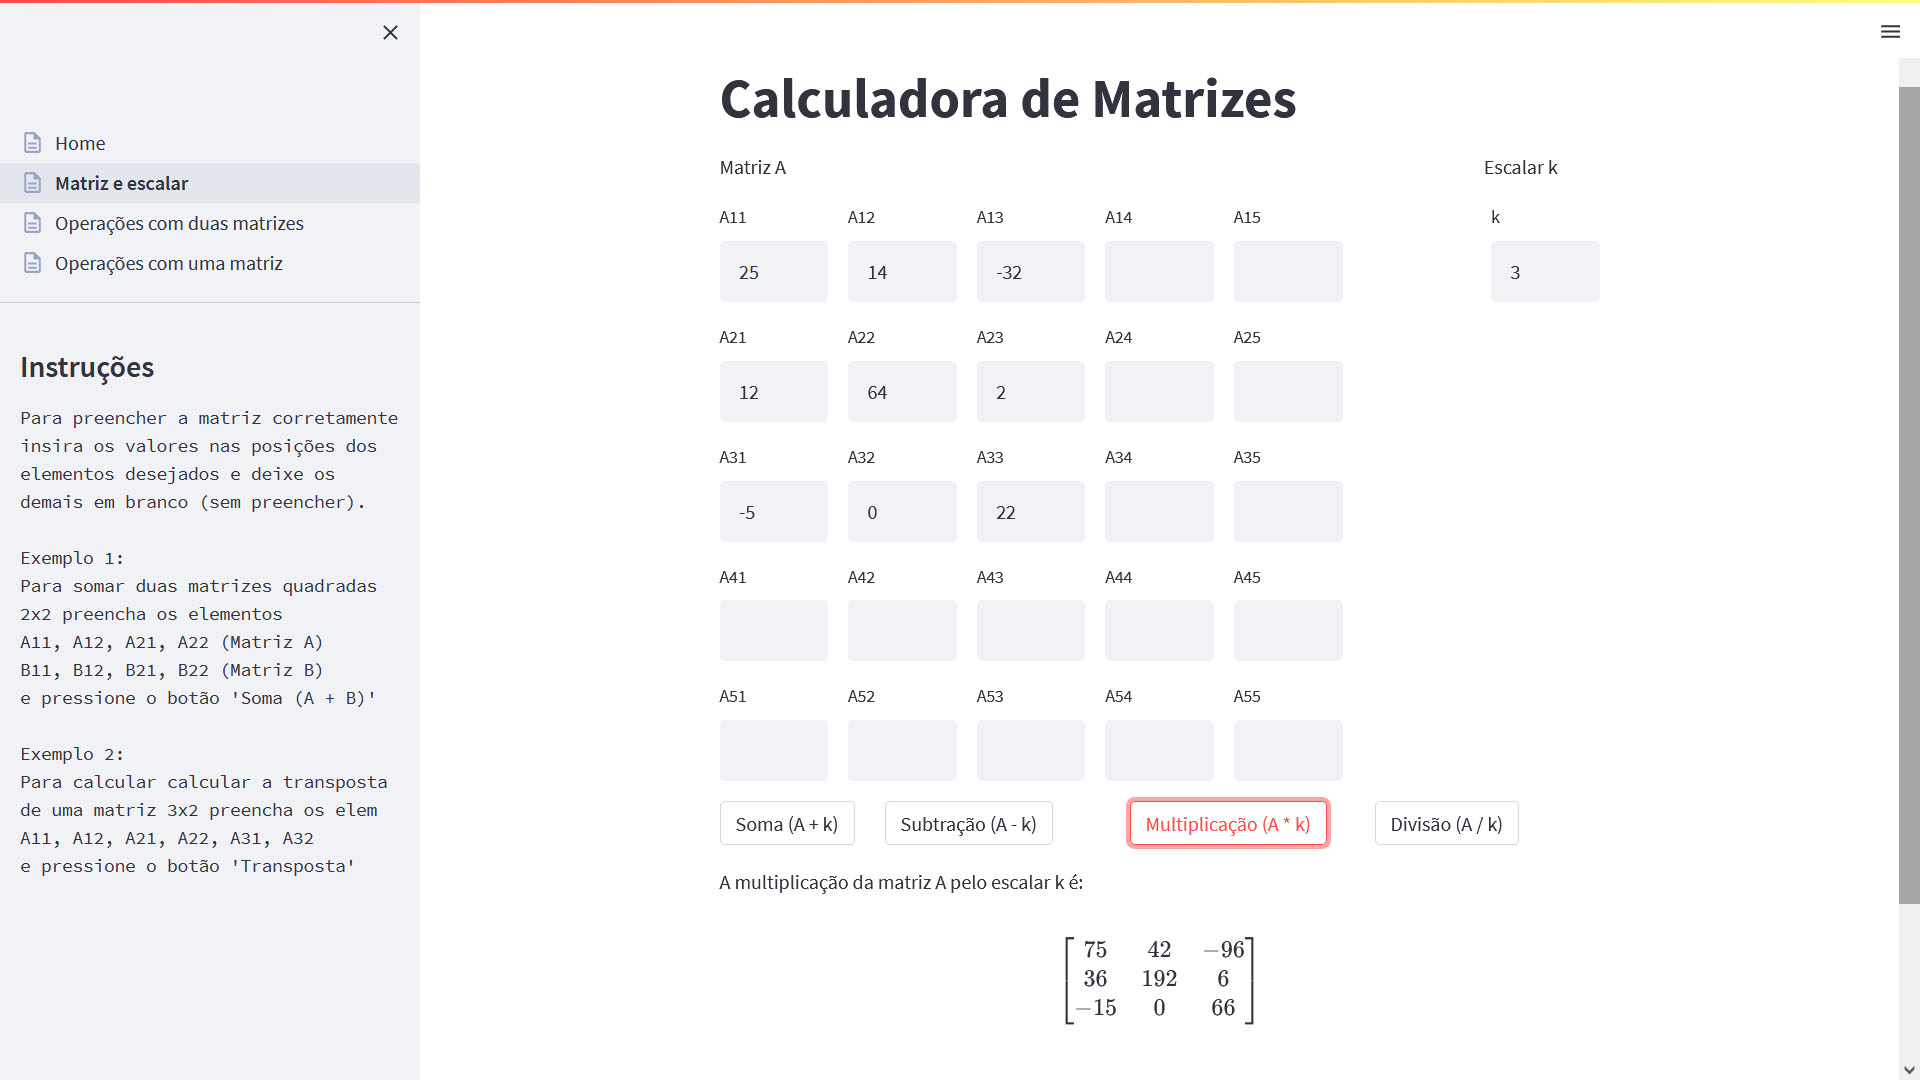 Home
Matriz e escalar
Operações com duas matrizes
Operações com uma matriz
Instruções
Para preencher a matriz corretamente
insira os valores nas posições dos
elementos desejados e deixe os
demais em branco (sem preencher).
Exemplo 1:
Para somar duas matrizes quadradas
2x2 preencha os elementos
A11, A12, A21, A22 (Matriz A)
B11, B12, B21, B22 (Matriz B)
e pressione o botão 'Soma (A + B)'
Exemplo 2:
Para calcular calcular a transposta
de uma matriz 3x2 preencha os elem
A11, A12, A21, A22, A31, A32
e pressione o botão 'Transposta'
Calculadora de Matrizes
Matriz A Escalar k
A11 A12 A13 A14 A15 k
25 14 -32 3
A21 A22 A23 A24 A25
12 64 2
A31 A32 A33 A34 A35
-5 0 22
A41 A42 A43 A44 A45
A51 A52 A53 A54 A55
Soma (A + k) Subtração (A - k) Multiplicação (A * k) Divisão (A / k)
A multiplicação da matriz A pelo escalar k é:
75 42 −96
36 192 6
−15 0 66